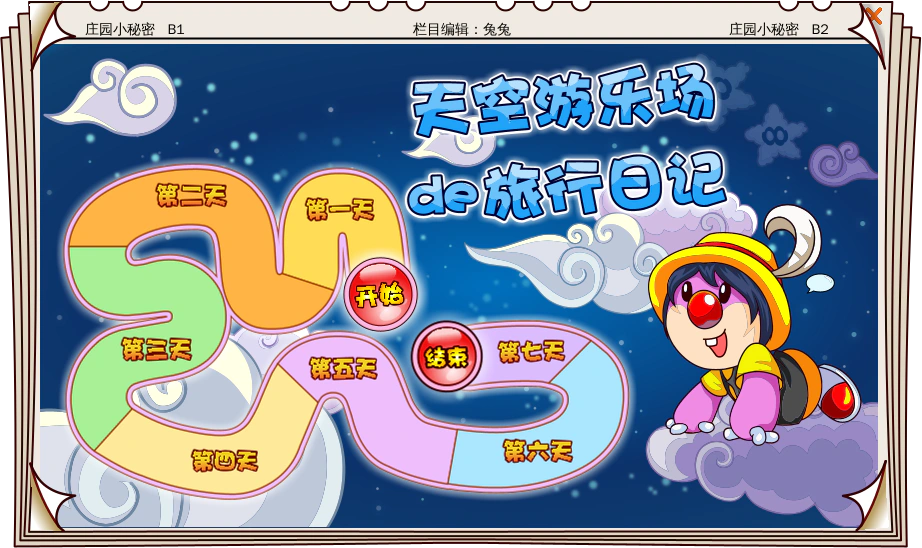 庄园小秘密 B1
栏目编辑：兔兔
庄园小秘密 B2
天空游乐场
de旅行日记
第二天
第一天
开始
第三天
第五天
结束
第七天
第四天
第六天